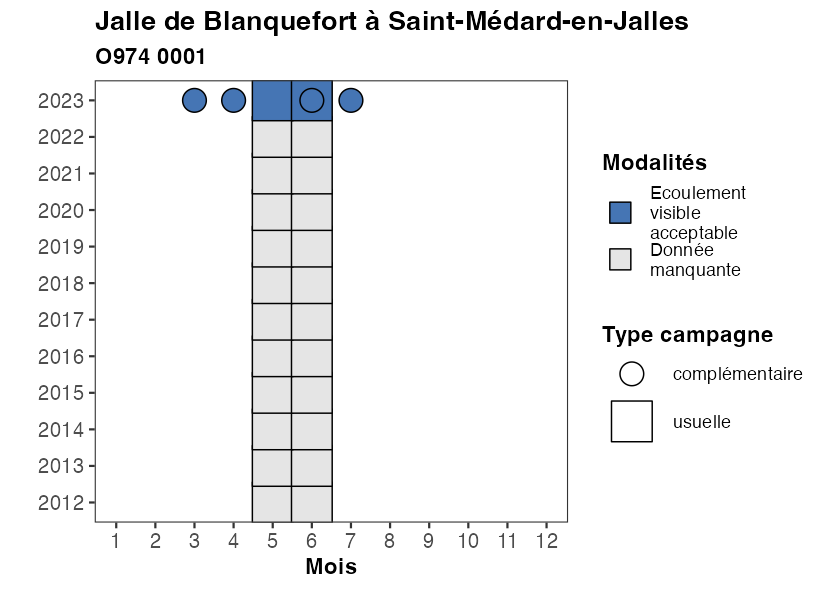 Jalle de Blanquefort à Saint-Médard-en-Jalles
O974 0001
2023
2022
2021
2020
2019
2018
2017
2016
2015
2014
2013
2012
1 2 3 4 5 6 7 8 9 10 11 12
Mois
Modalités
Ecoulement
visible
acceptable
Donnée
manquante
Type campagne
complémentaire
usuelle